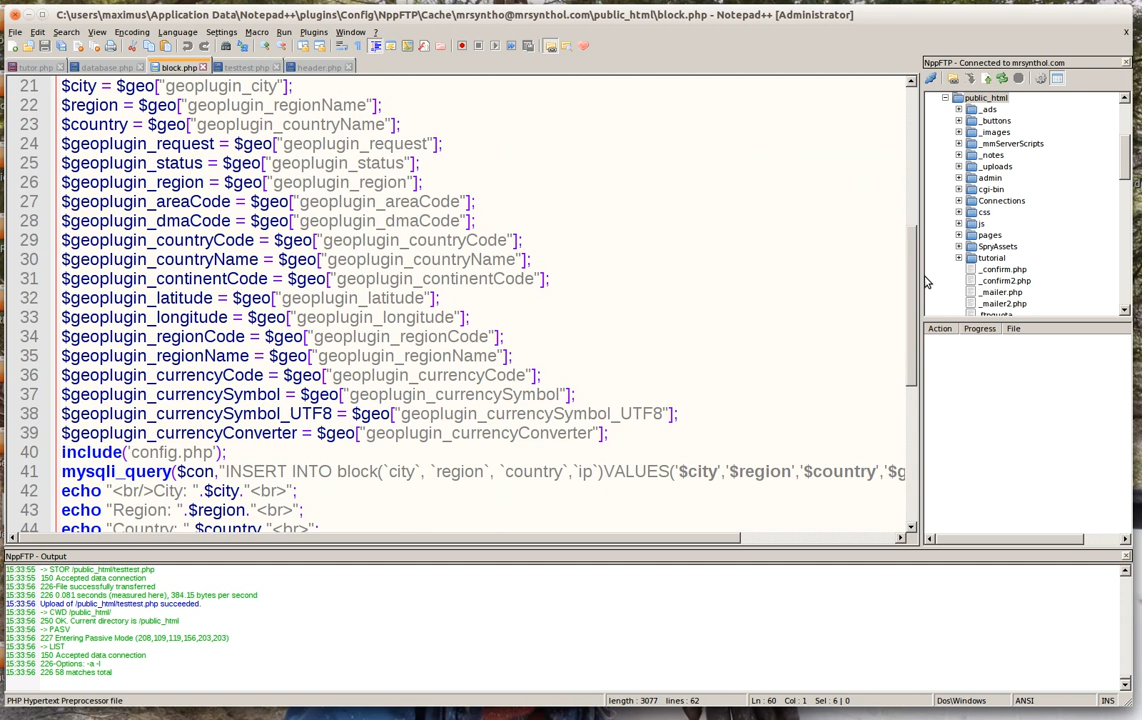 C:\users\maximus\Application Data\Notepad++\plugins\Config\NppFTP\Cache\mrsyntho@mrsynthol.com\public_html\block.php - Notepad++ [Administrator]
File Edit Search View Encoding Language Settings Macro Run Plugins Window ? X
tutor.php database.php block.php testtest.php header.php
21 $city = $geo["geoplugin_city"];
22 $region = $geo["geoplugin_regionName"];
23 $country = $geo["geoplugin_countryName"];
24 $geoplugin_request = $geo["geoplugin_request"];
25 $geoplugin_status = $geo["geoplugin_status"];
26 $geoplugin_region = $geo["geoplugin_region"];
27 $geoplugin_areaCode = $geo["geoplugin_areaCode"];
28 $geoplugin_dmaCode = $geo["geoplugin_dmaCode"];
29 $geoplugin_countryCode = $geo["geoplugin_countryCode"];
30 $geoplugin_countryName = $geo["geoplugin_countryName"];
31 $geoplugin_continentCode = $geo["geoplugin_continentCode"];
32 $geoplugin_latitude = $geo["geoplugin_latitude"];
33 $geoplugin_longitude = $geo["geoplugin_longitude"];
34 $geoplugin_regionCode = $geo["geoplugin_regionCode"];
35 $geoplugin_regionName = $geo["geoplugin_regionName"];
36 $geoplugin_currencyCode = $geo["geoplugin_currencyCode"];
37 $geoplugin_currencySymbol = $geo["geoplugin_currencySymbol"];
38 $geoplugin_currencySymbol_UTF8 = $geo["geoplugin_currencySymbol_UTF8"];
39 $geoplugin_currencyConverter = $geo["geoplugin_currencyConverter"];
40 include('config.php');
41 mysqli_query($con,"INSERT INTO block(`city`, `region`, `country`,`ip`)VALUES('$city','$region','$country','$g
42 echo "<br/>City: ".$city."<br>";
43 echo "Region: ".$region."<br>";
44 echo "Country: ".$country."<br>";
NppFTP - Connected to mrsynthol.com
public_html
_ads
_buttons
_images
_mmServerScripts
_notes
_uploads
admin
cgi-bin
Connections
css
js
pages
SpryAssets
tutorial
_confirm.php
_confirm2.php
_mailer.php
_mailer2.php
.ftpquota
Action Progress File
NppFTP - Output
15:33:55 -> STOR /public_html/testtest.php
15:33:55 150 Accepted data connection
15:33:56 226-File successfully transferred
15:33:56 226 0.081 seconds (measured here), 384.15 bytes per second
15:33:56 Upload of /public_html/testtest.php succeeded.
15:33:56 -> CWD /public_html/
15:33:56 250 OK. Current directory is /public_html
15:33:56 -> PASV
15:33:56 227 Entering Passive Mode (208,109,119,156,203,203)
15:33:56 -> LIST
15:33:56 150 Accepted data connection
15:33:56 226-Options: -a -l
15:33:56 226 58 matches total
PHP Hypertext Preprocessor file length : 3077 lines : 62 Ln : 60 Col : 1 Sel : 6 | 0 Dos\Windows ANSI INS